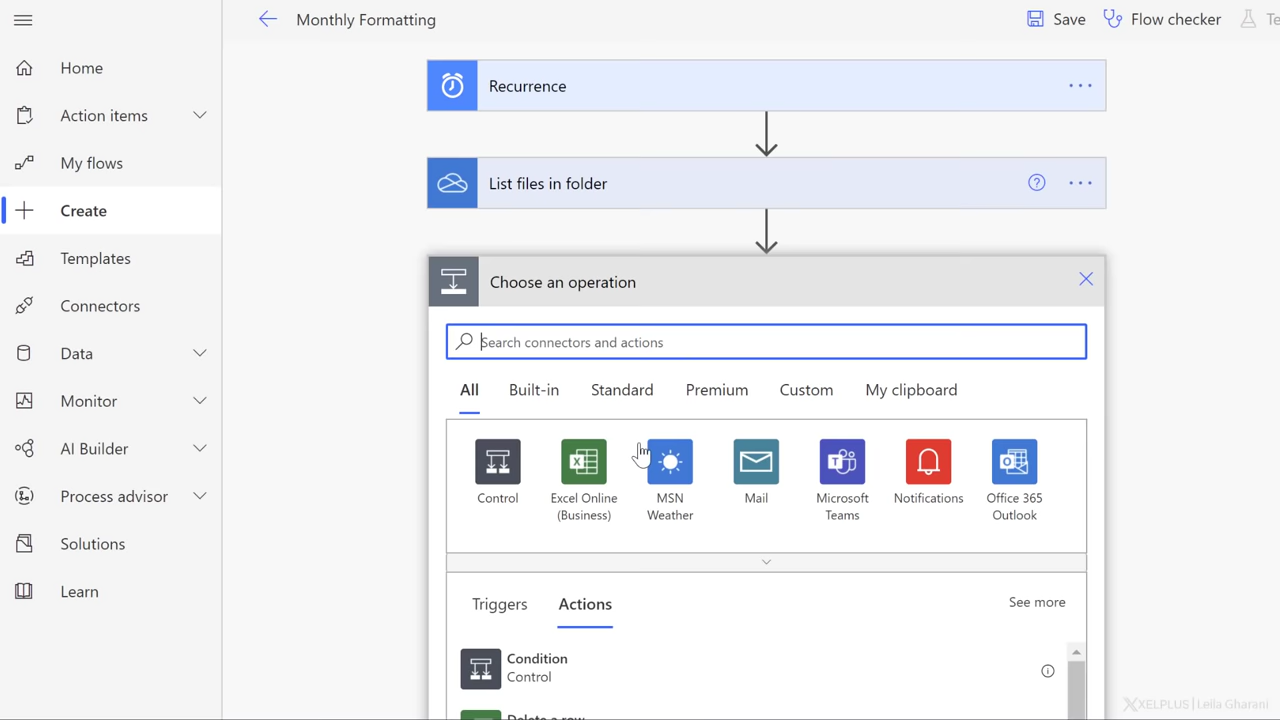 Monthly Formatting
Save
Flow checker
Te
Home
Action items
My flows
Create
Templates
Connectors
Data
Monitor
AI Builder
Process advisor
Solutions
Learn
Recurrence
List files in folder
Choose an operation
Search connectors and actions
All Built-in Standard Premium Custom My clipboard
Control
Excel Online
(Business)
MSN
Weather
Mail
Microsoft
Teams
Notifications
Office 365
Outlook
Triggers Actions See more
Condition
Control
Delete a row
XELPLUS | Leila Gharani